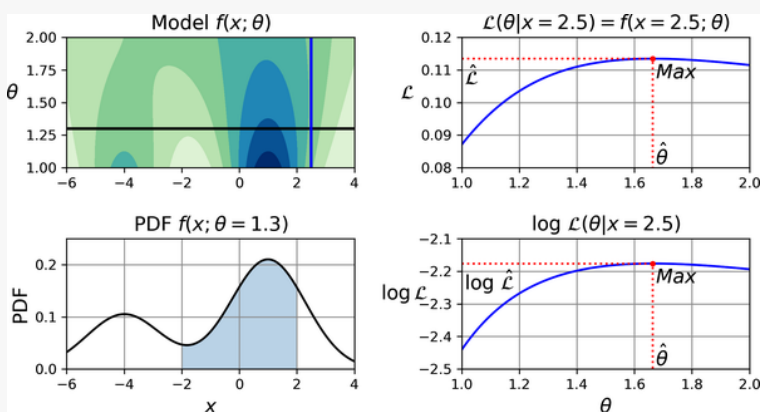 Model f(x; θ)
2.00
1.75
θ
1.50
1.25
1.00
−6 −4 −2 0 2 4
ℒ(θ|x = 2.5) = f(x = 2.5; θ)
0.12
0.11
ℒ
0.10
0.09
0.08
ℒ̂
Max
θ̂
1.0 1.2 1.4 1.6 1.8 2.0
PDF f(x; θ = 1.3)
PDF
0.2
0.1
0.0
−6 −4 −2 0 2 4
x
log ℒ(θ|x = 2.5)
−2.1
−2.2
−2.3
log ℒ
−2.4
−2.5
log ℒ̂
Max
θ̂
1.0 1.2 1.4 1.6 1.8 2.0
θ